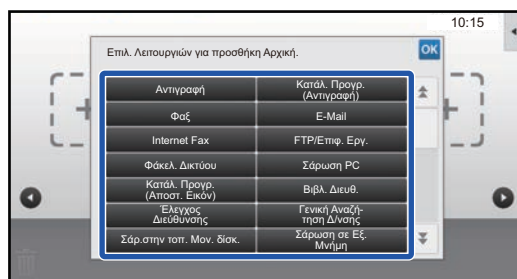 10:15
Επιλ. Λειτουργιών για προσθήκη Αρχική.
OK
Αντιγραφή
Κατάλ. Προγρ.
(Αντιγραφή)
Φαξ
E-Mail
Internet Fax
FTP/Επιφ. Εργ.
Φάκελ. Δικτύου
Σάρωση PC
Κατάλ. Προγρ.
(Αποστ. Εικόν)
Βιβλ. Διευθ.
Έλεγχος
Διεύθυνσης
Γενική Αναζή-
τηση Δ/νσης
Σάρ.στην τοπ. Μον. δίσκ.
Σάρωση σε Εξ.
Μνήμη